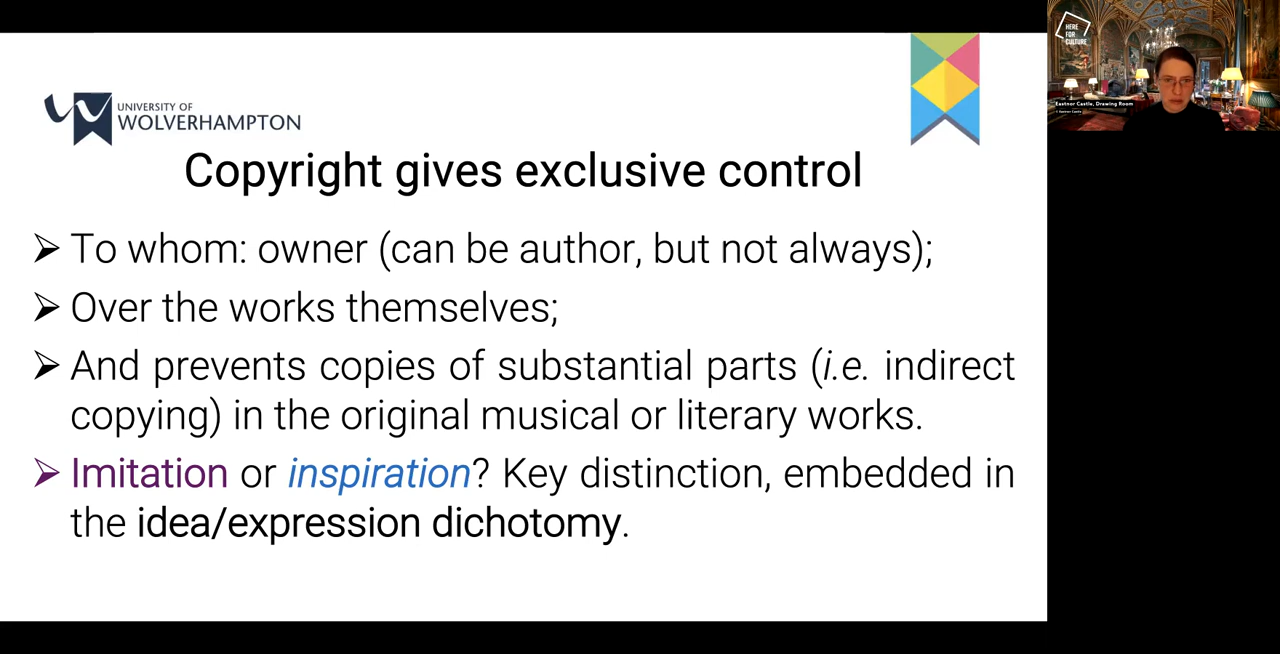 UNIVERSITY OF
WOLVERHAMPTON
Copyright gives exclusive control
➢ To whom: owner (can be author, but not always);
➢ Over the works themselves;
➢ And prevents copies of substantial parts (i.e. indirect
copying) in the original musical or literary works.
➢ Imitation or inspiration? Key distinction, embedded in
the idea/expression dichotomy.
HERE
FOR
CULTURE
Eastnor Castle, Drawing Room
© Eastnor Castle